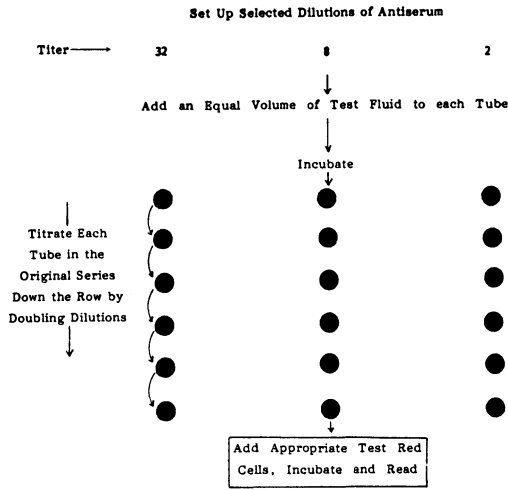 Set Up Selected Dilutions of Antiserum
Titer 32 8 2
Add an Equal Volume of Test Fluid to each Tube
Incubate
Titrate Each
Tube in the
Original Series
Down the Row by
Doubling Dilutions
Add Appropriate Test Red
Cells, Incubate and Read